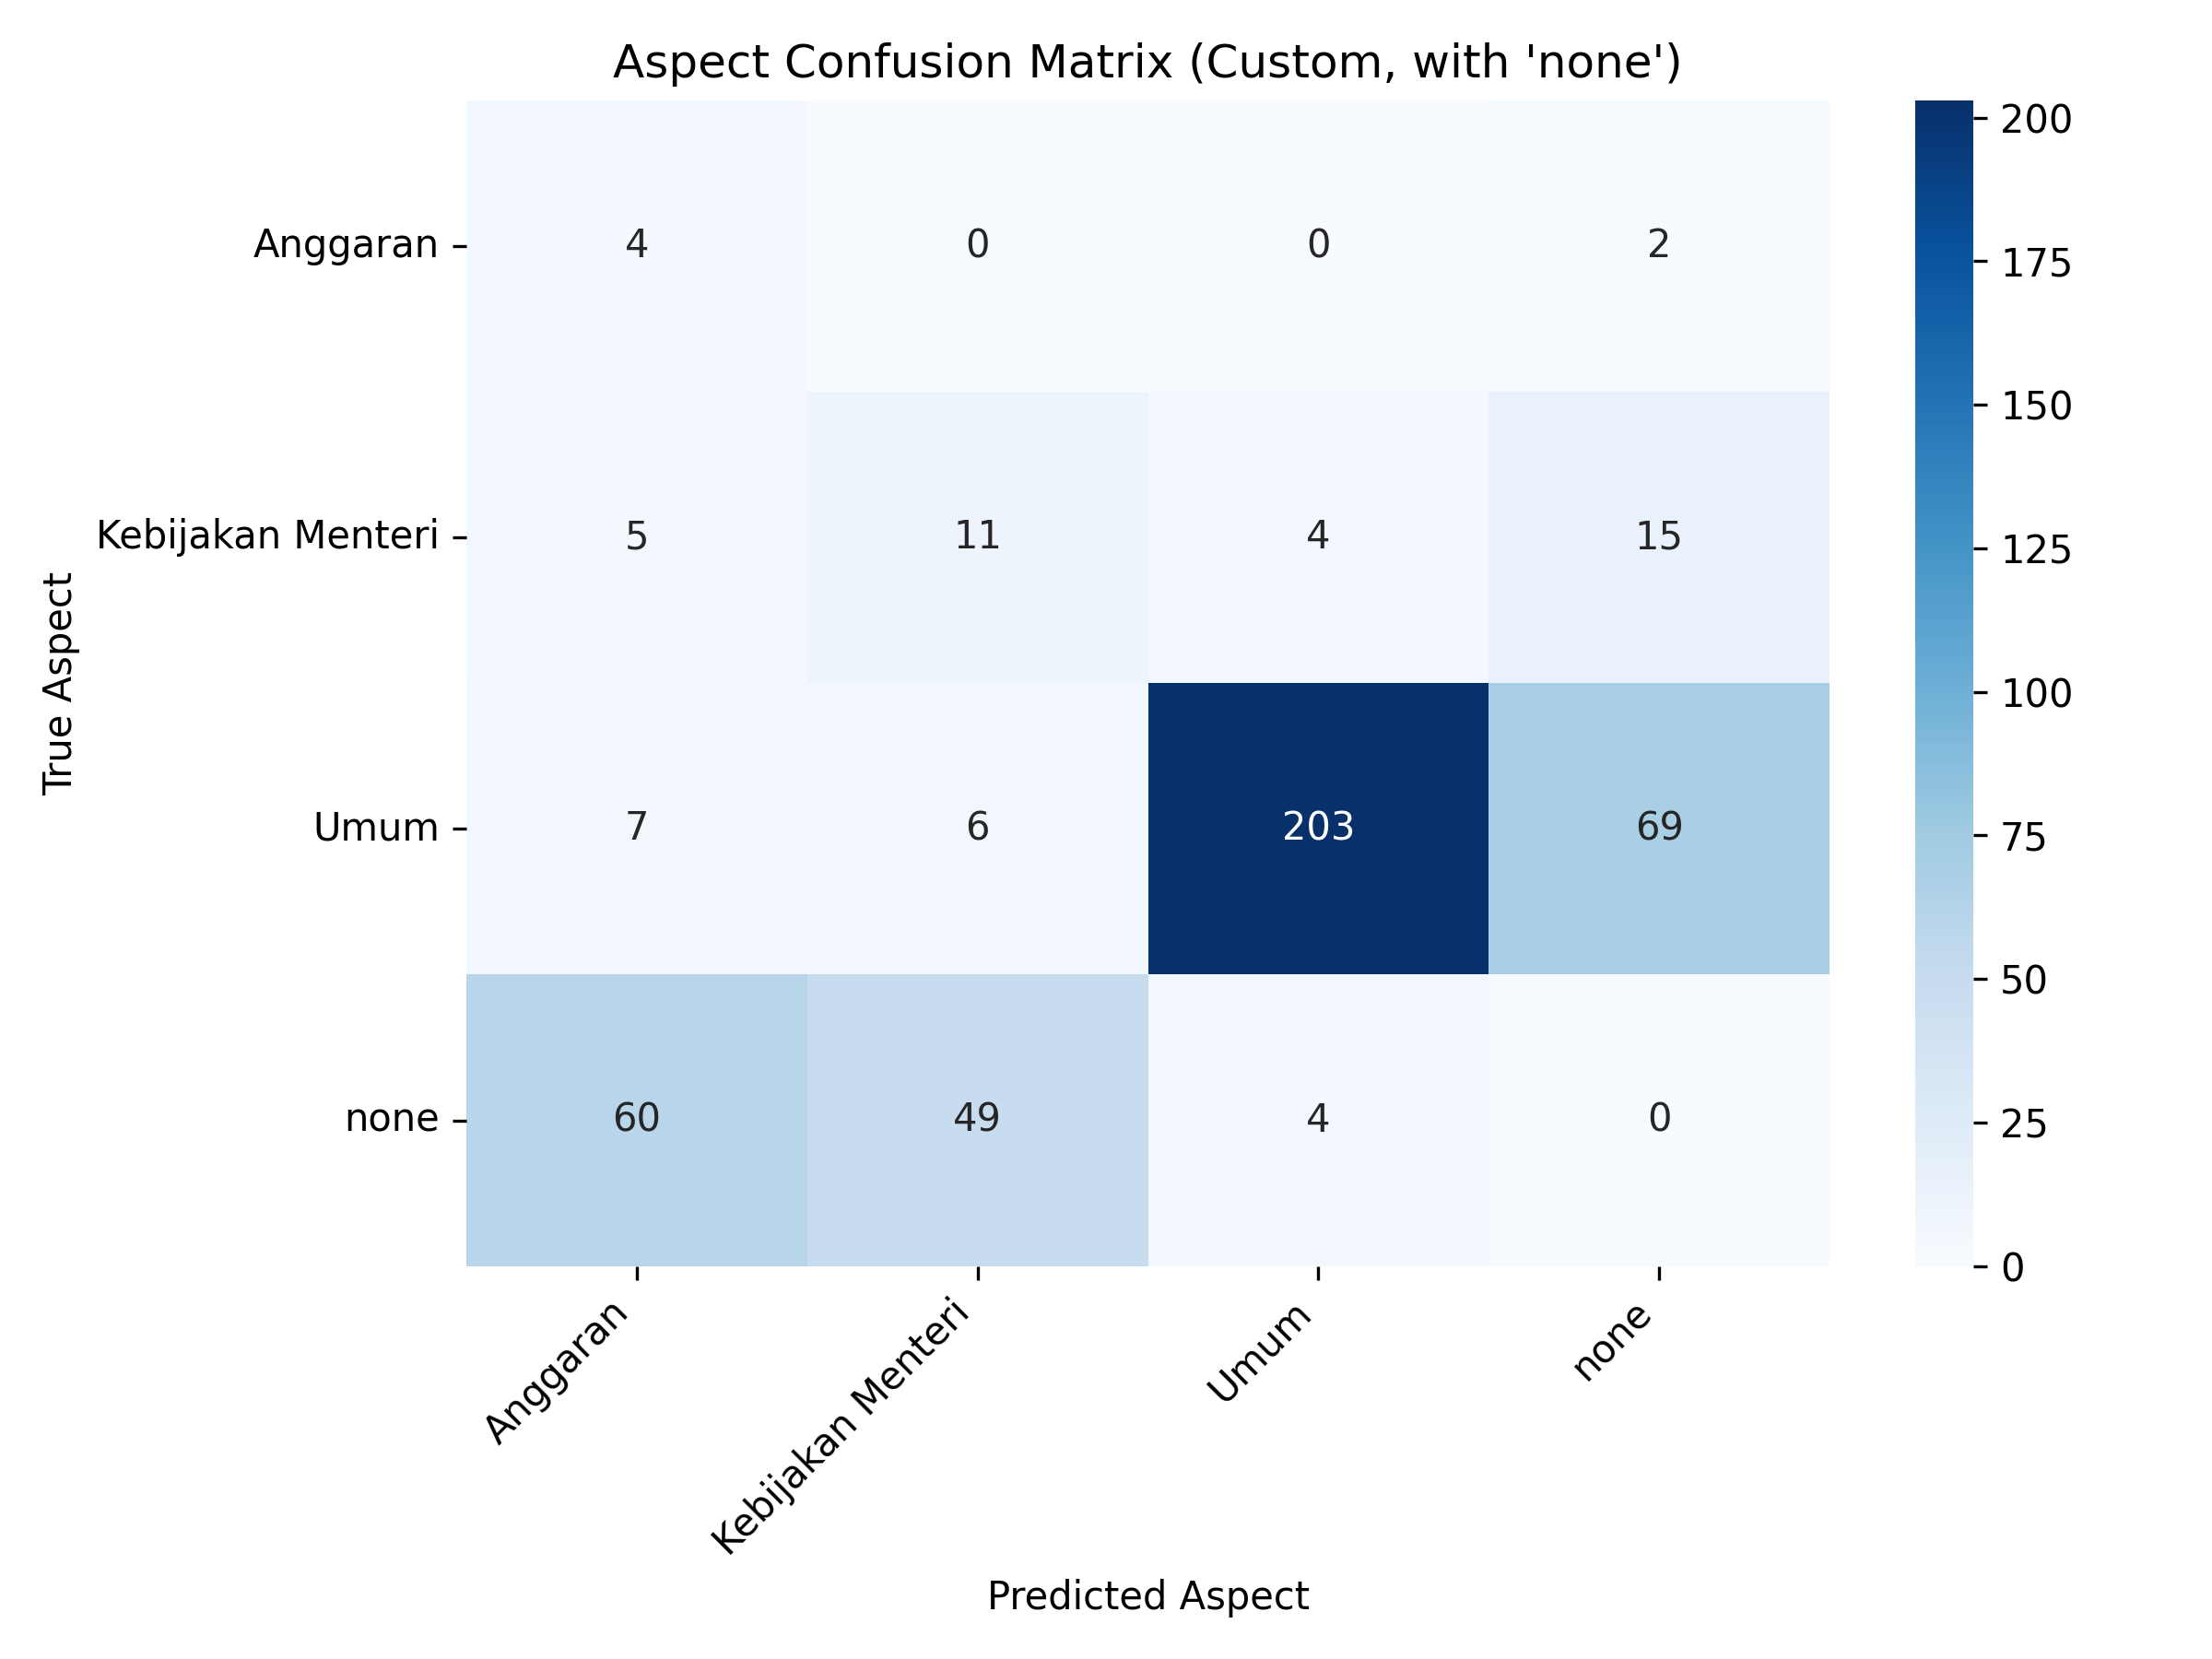 Aspect Confusion Matrix (Custom, with 'none')
True Aspect
Anggaran 4 0 0 2
Kebijakan Menteri 5 11 4 15
Umum 7 6 203 69
none 60 49 4 0
Anggaran Kebijakan Menteri Umum none
Predicted Aspect
200
175
150
125
100
75
50
25
0